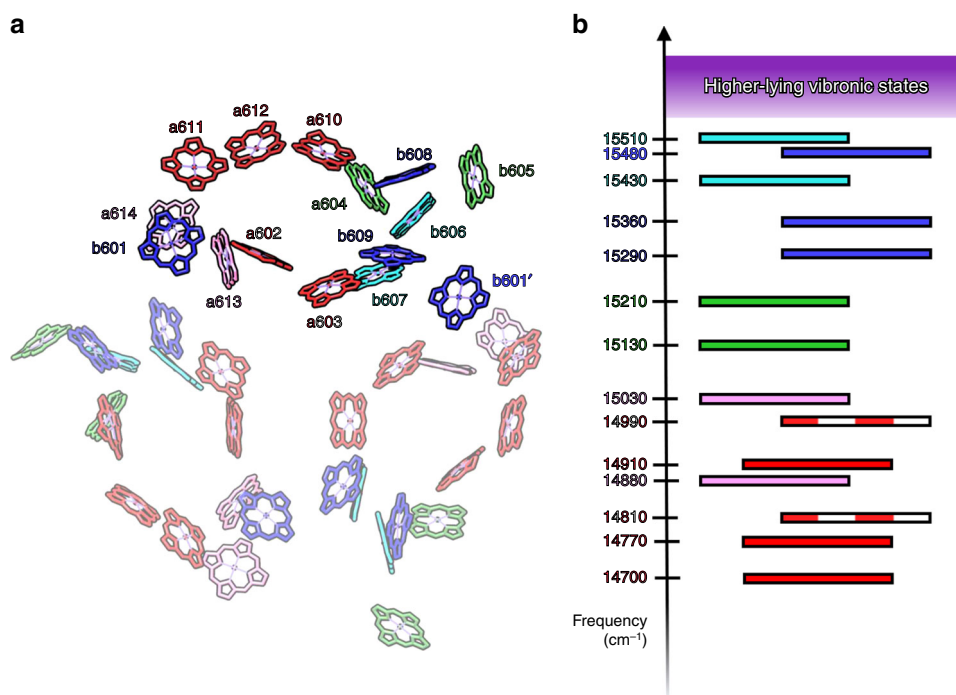 a
a611
a612
a610
b608
b605
a604
a614
b601
a602
b609
b606
a613
a603
b607
b601′
b
Higher-lying vibronic states
15510
15480
15430
15360
15290
15210
15130
15030
14990
14910
14880
14810
14770
14700
Frequency
(cm⁻¹)